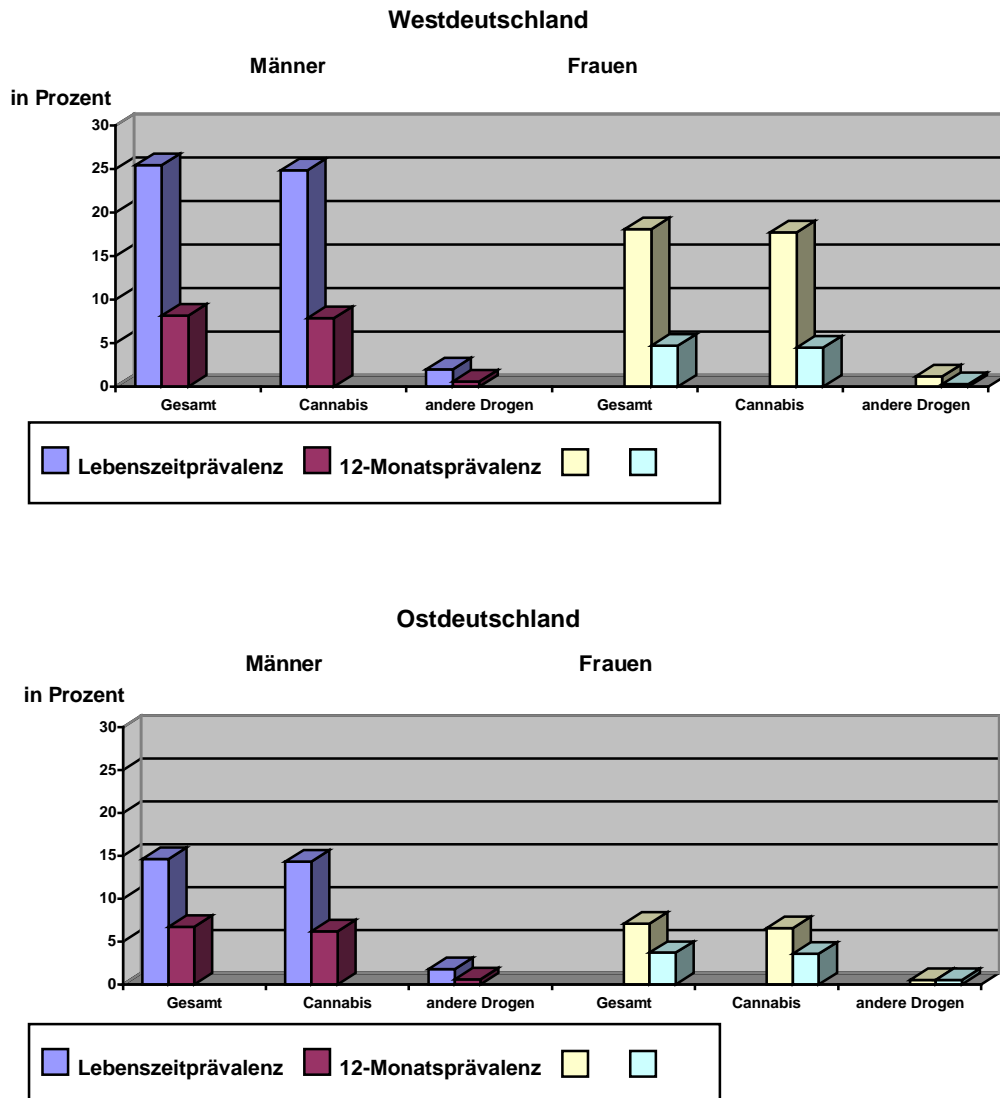 Westdeutschland
Männer Frauen
in Prozent
30
25
20
15
10
5
0
Gesamt Cannabis andere Drogen Gesamt Cannabis andere Drogen
Lebenszeitprävalenz 12-Monatsprävalenz
Ostdeutschland
Männer Frauen
in Prozent
30
25
20
15
10
5
0
Gesamt Cannabis andere Drogen Gesamt Cannabis andere Drogen
Lebenszeitprävalenz 12-Monatsprävalenz